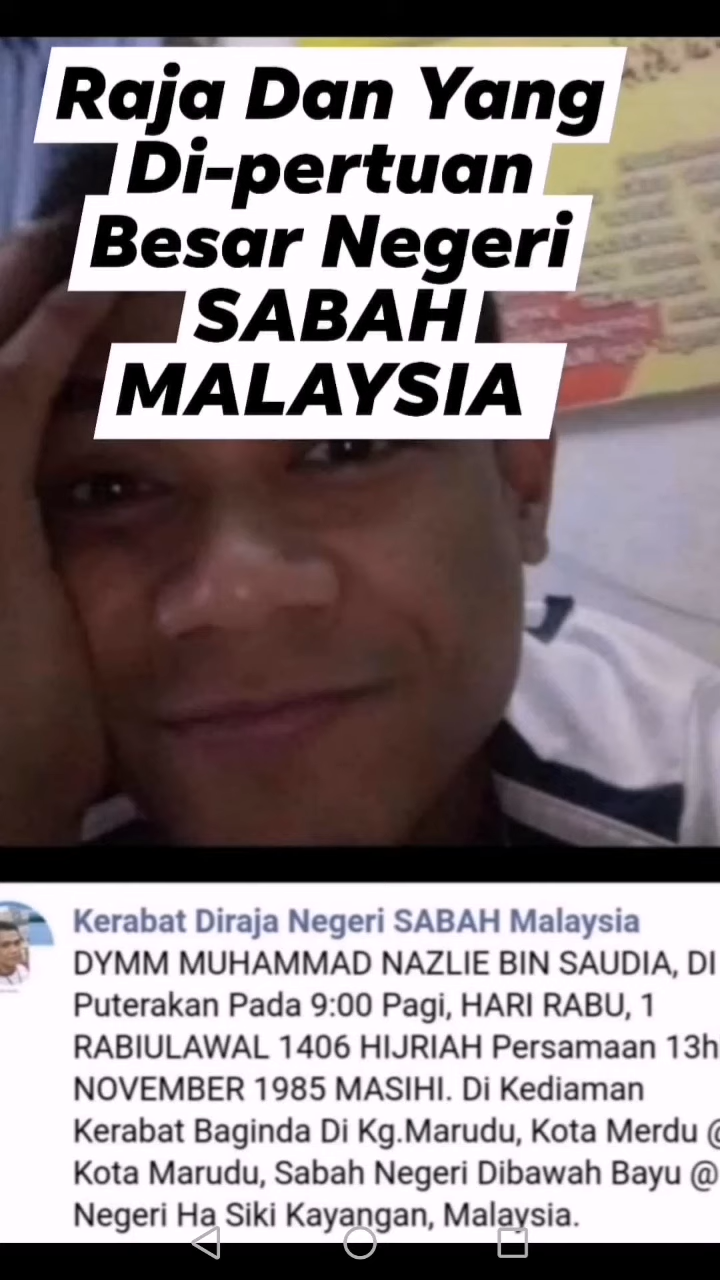 Raja Dan Yang
Di-pertuan
Besar Negeri
SABAH
MALAYSIA
Kerabat Diraja Negeri SABAH Malaysia
DYMM MUHAMMAD NAZLIE BIN SAUDIA, DI
Puterakan Pada 9:00 Pagi, HARI RABU, 1
RABIULAWAL 1406 HIJRIAH Persamaan 13h
NOVEMBER 1985 MASIHI. Di Kediaman
Kerabat Baginda Di Kg.Marudu, Kota Merdu @
Kota Marudu, Sabah Negeri Dibawah Bayu @
Negeri Ha Siki Kayangan, Malaysia.